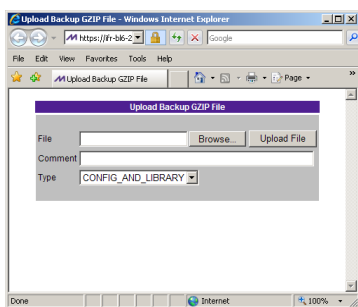 Upload Backup GZIP File - Windows Internet Explorer
https://ifr-bl6-2
Google
File Edit View Favorites Tools Help
Upload Backup GZIP File
Page
»
Upload Backup GZIP File
File Browse... Upload File
Comment
Type CONFIG_AND_LIBRARY
Done Internet 100%